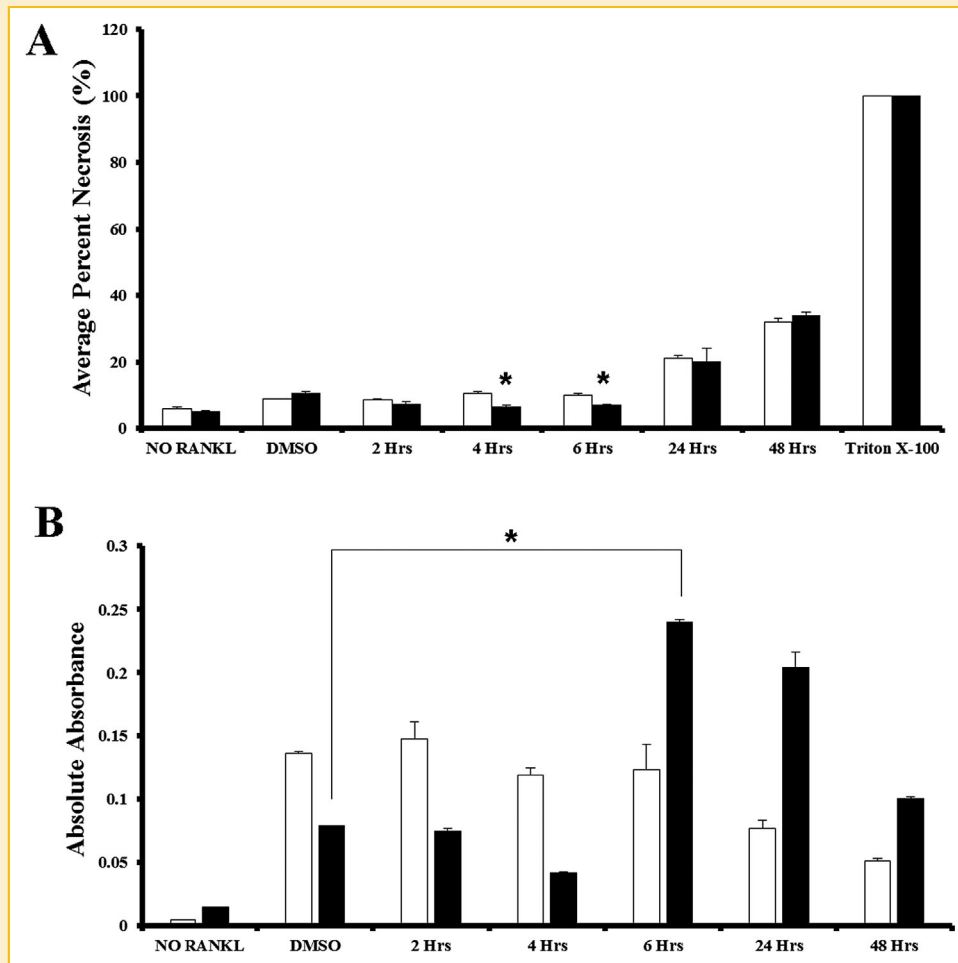 A
Average Percent Necrosis (%)
120
100
80
60
40
20
0
* *
NO RANKL DMSO 2 Hrs 4 Hrs 6 Hrs 24 Hrs 48 Hrs Triton X-100
B
Absolute Absorbance
0.3
0.25
0.2
0.15
0.1
0.05
0
*
NO RANKL DMSO 2 Hrs 4 Hrs 6 Hrs 24 Hrs 48 Hrs